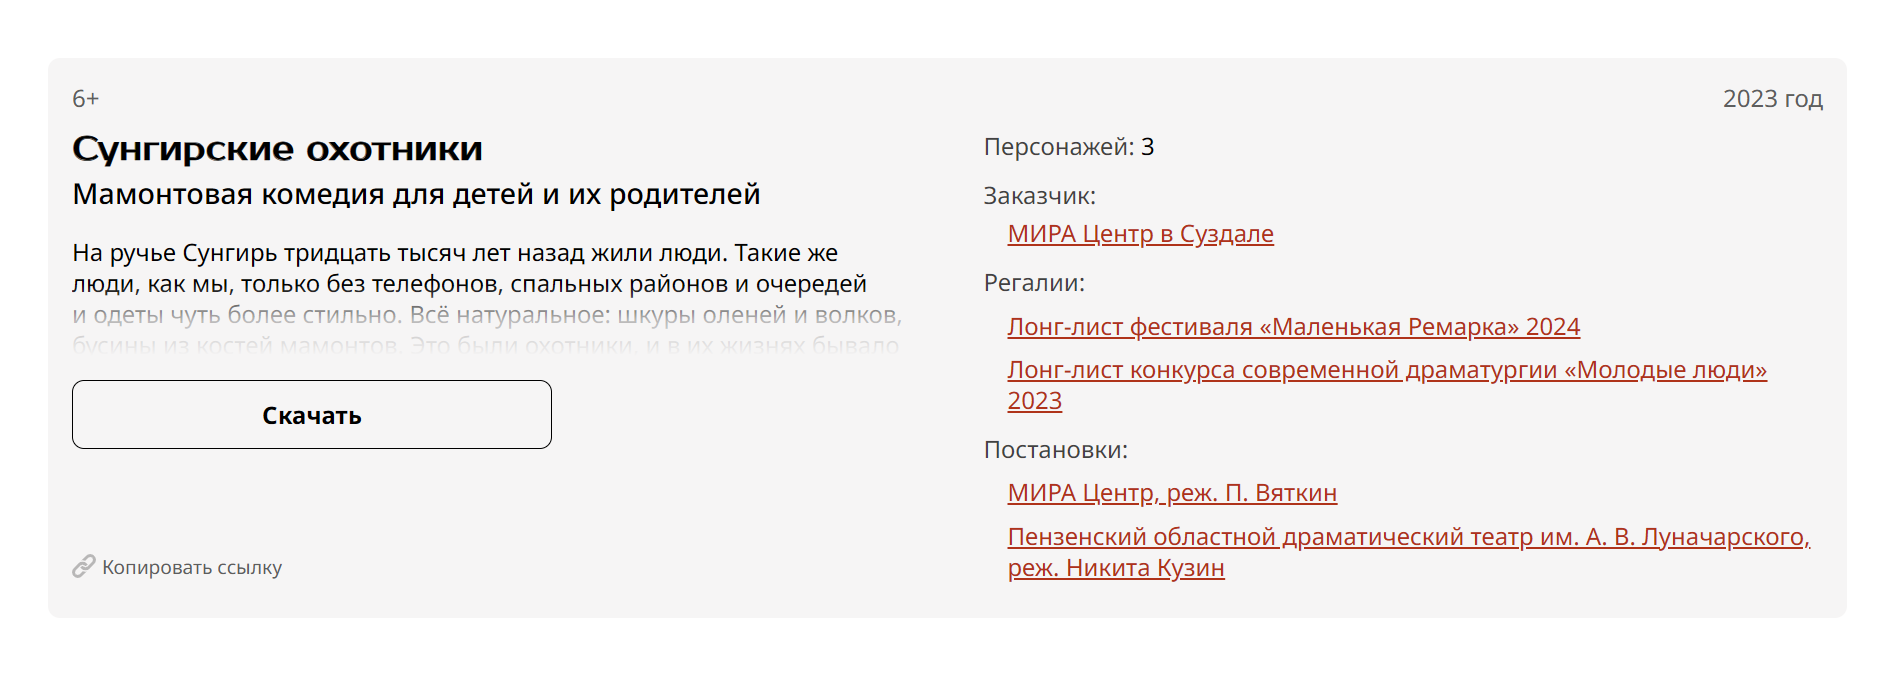 6+
2023 год
Сунгирские охотники
Мамонтовая комедия для детей и их родителей
На ручье Сунгирь тридцать тысяч лет назад жили люди. Такие же
люди, как мы, только без телефонов, спальных районов и очередей
и одеты чуть более стильно. Всё натуральное: шкуры оленей и волков,
бусины из костей мамонтов. Это были охотники, и в их жизнях бывало
Скачать
Копировать ссылку
Персонажей: 3
Заказчик:
МИРА Центр в Суздале
Регалии:
Лонг-лист фестиваля «Маленькая Ремарка» 2024
Лонг-лист конкурса современной драматургии «Молодые люди»
2023
Постановки:
МИРА Центр, реж. П. Вяткин
Пензенский областной драматический театр им. А. В. Луначарского,
реж. Никита Кузин